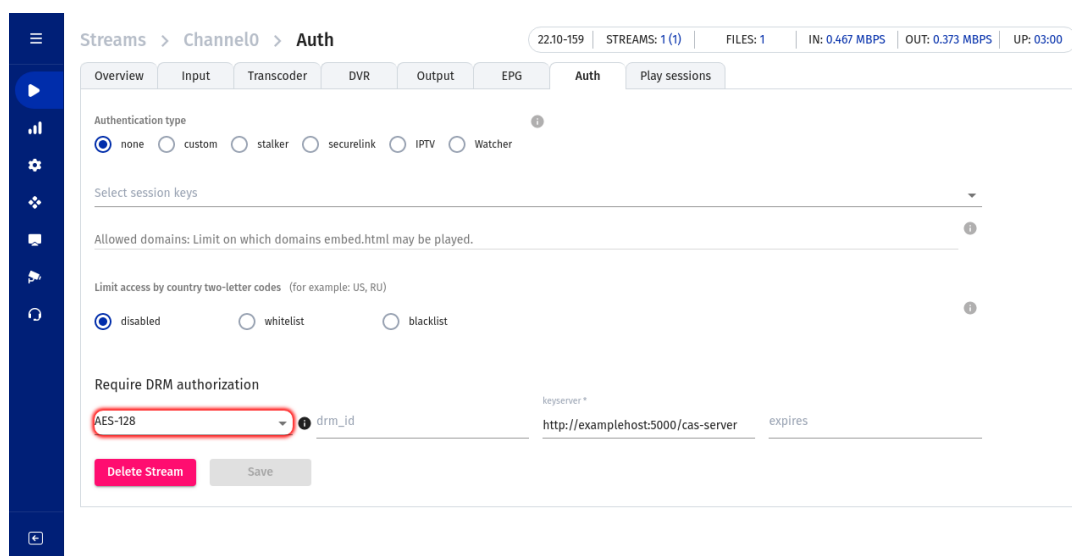 Streams > Channel0 > Auth
22.10-159 STREAMS: 1 (1) FILES: 1 IN: 0.467 MBPS OUT: 0.373 MBPS UP: 03:00
Overview Input Transcoder DVR Output EPG Auth Play sessions
Authentication type
none custom stalker securelink IPTV Watcher
Select session keys
Allowed domains: Limit on which domains embed.html may be played.
Limit access by country two-letter codes (for example: US, RU)
disabled whitelist blacklist
Require DRM authorization
keyserver *
AES-128 drm_id http://examplehost:5000/cas-server expires
Delete Stream Save